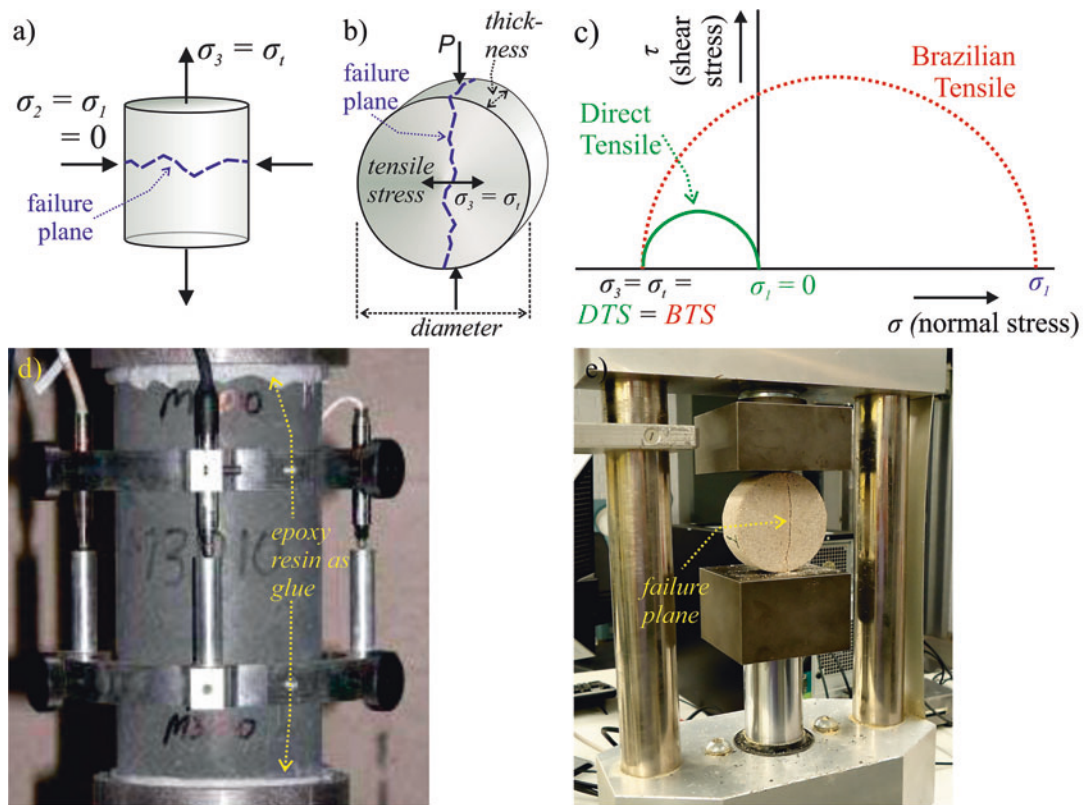 a)
σ3 = σt
σ2 = σ1
= 0
failure
plane
b)
P
thick-
ness
failure
plane
tensile
stress
σ3 = σt
diameter
c)
τ
(shear
stress)
Brazilian
Tensile
Direct
Tensile
σ3 = σt =
DTS = BTS
σ1 = 0
σ1
σ (normal stress)
d)
epoxy
resin as
glue
e)
failure
plane